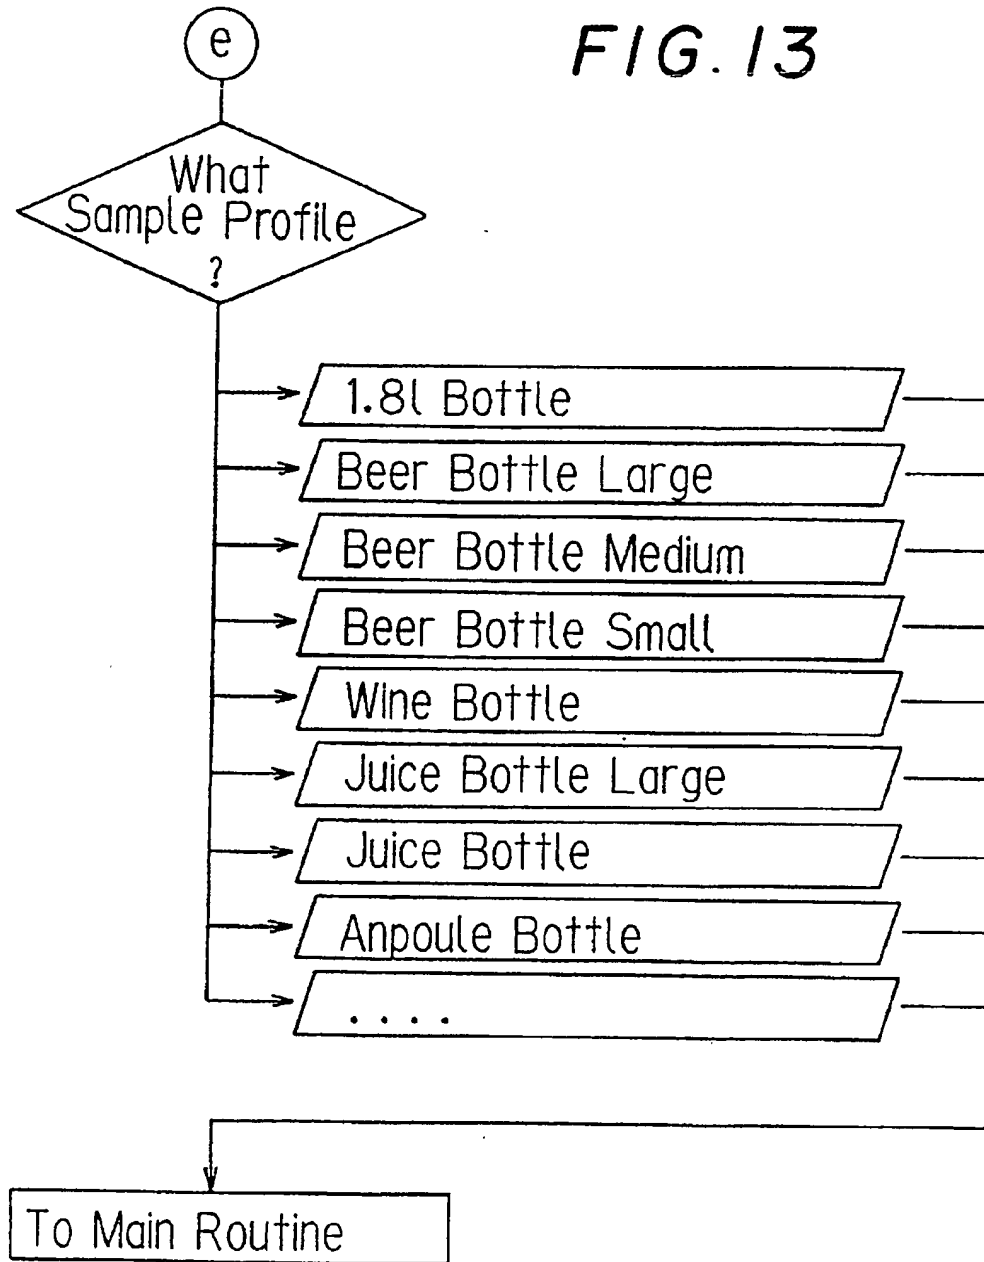 e
FIG. 13
What
Sample Profile
?
1.8l Bottle
Beer Bottle Large
Beer Bottle Medium
Beer Bottle Small
Wine Bottle
Juice Bottle Large
Juice Bottle
Anpoule Bottle
. . . .
To Main Routine